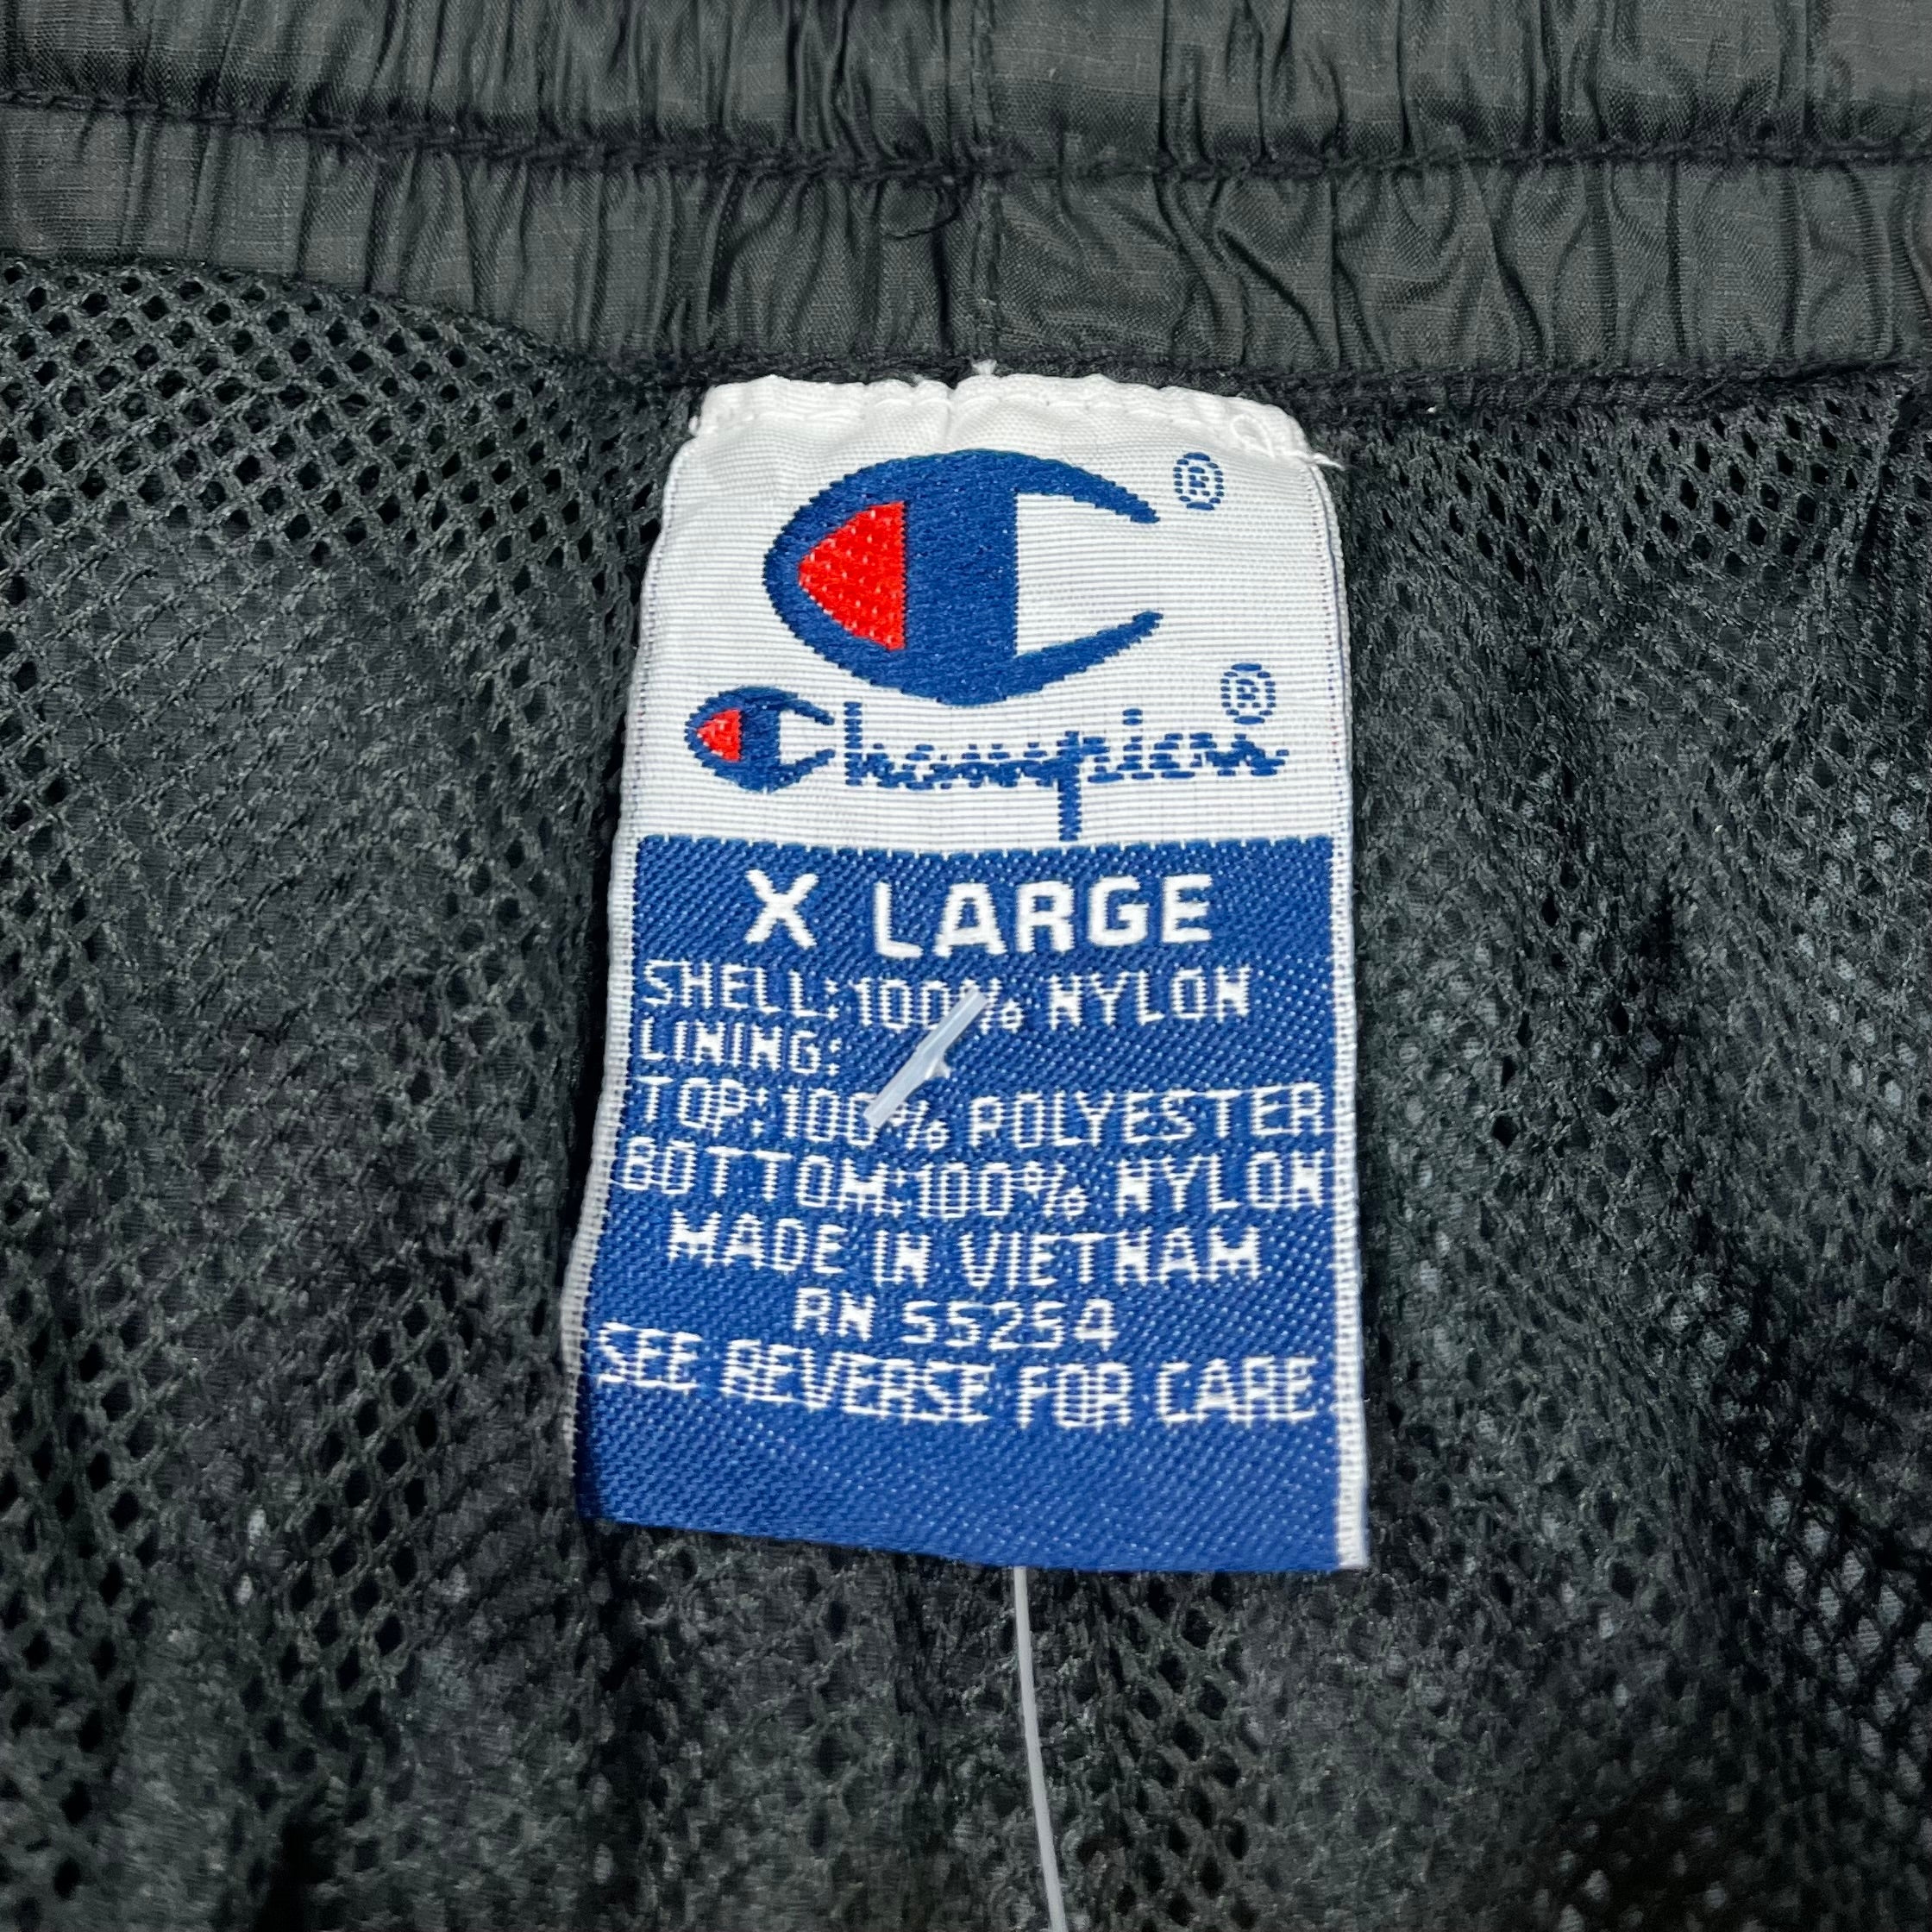 ®
Champion ®
X LARGE
SHELL: 100% NYLON
LINING:
TOP: 100% POLYESTER
BOTTOM: 100% NYLON
MADE IN VIETNAM
RN 55254
SEE REVERSE FOR CARE